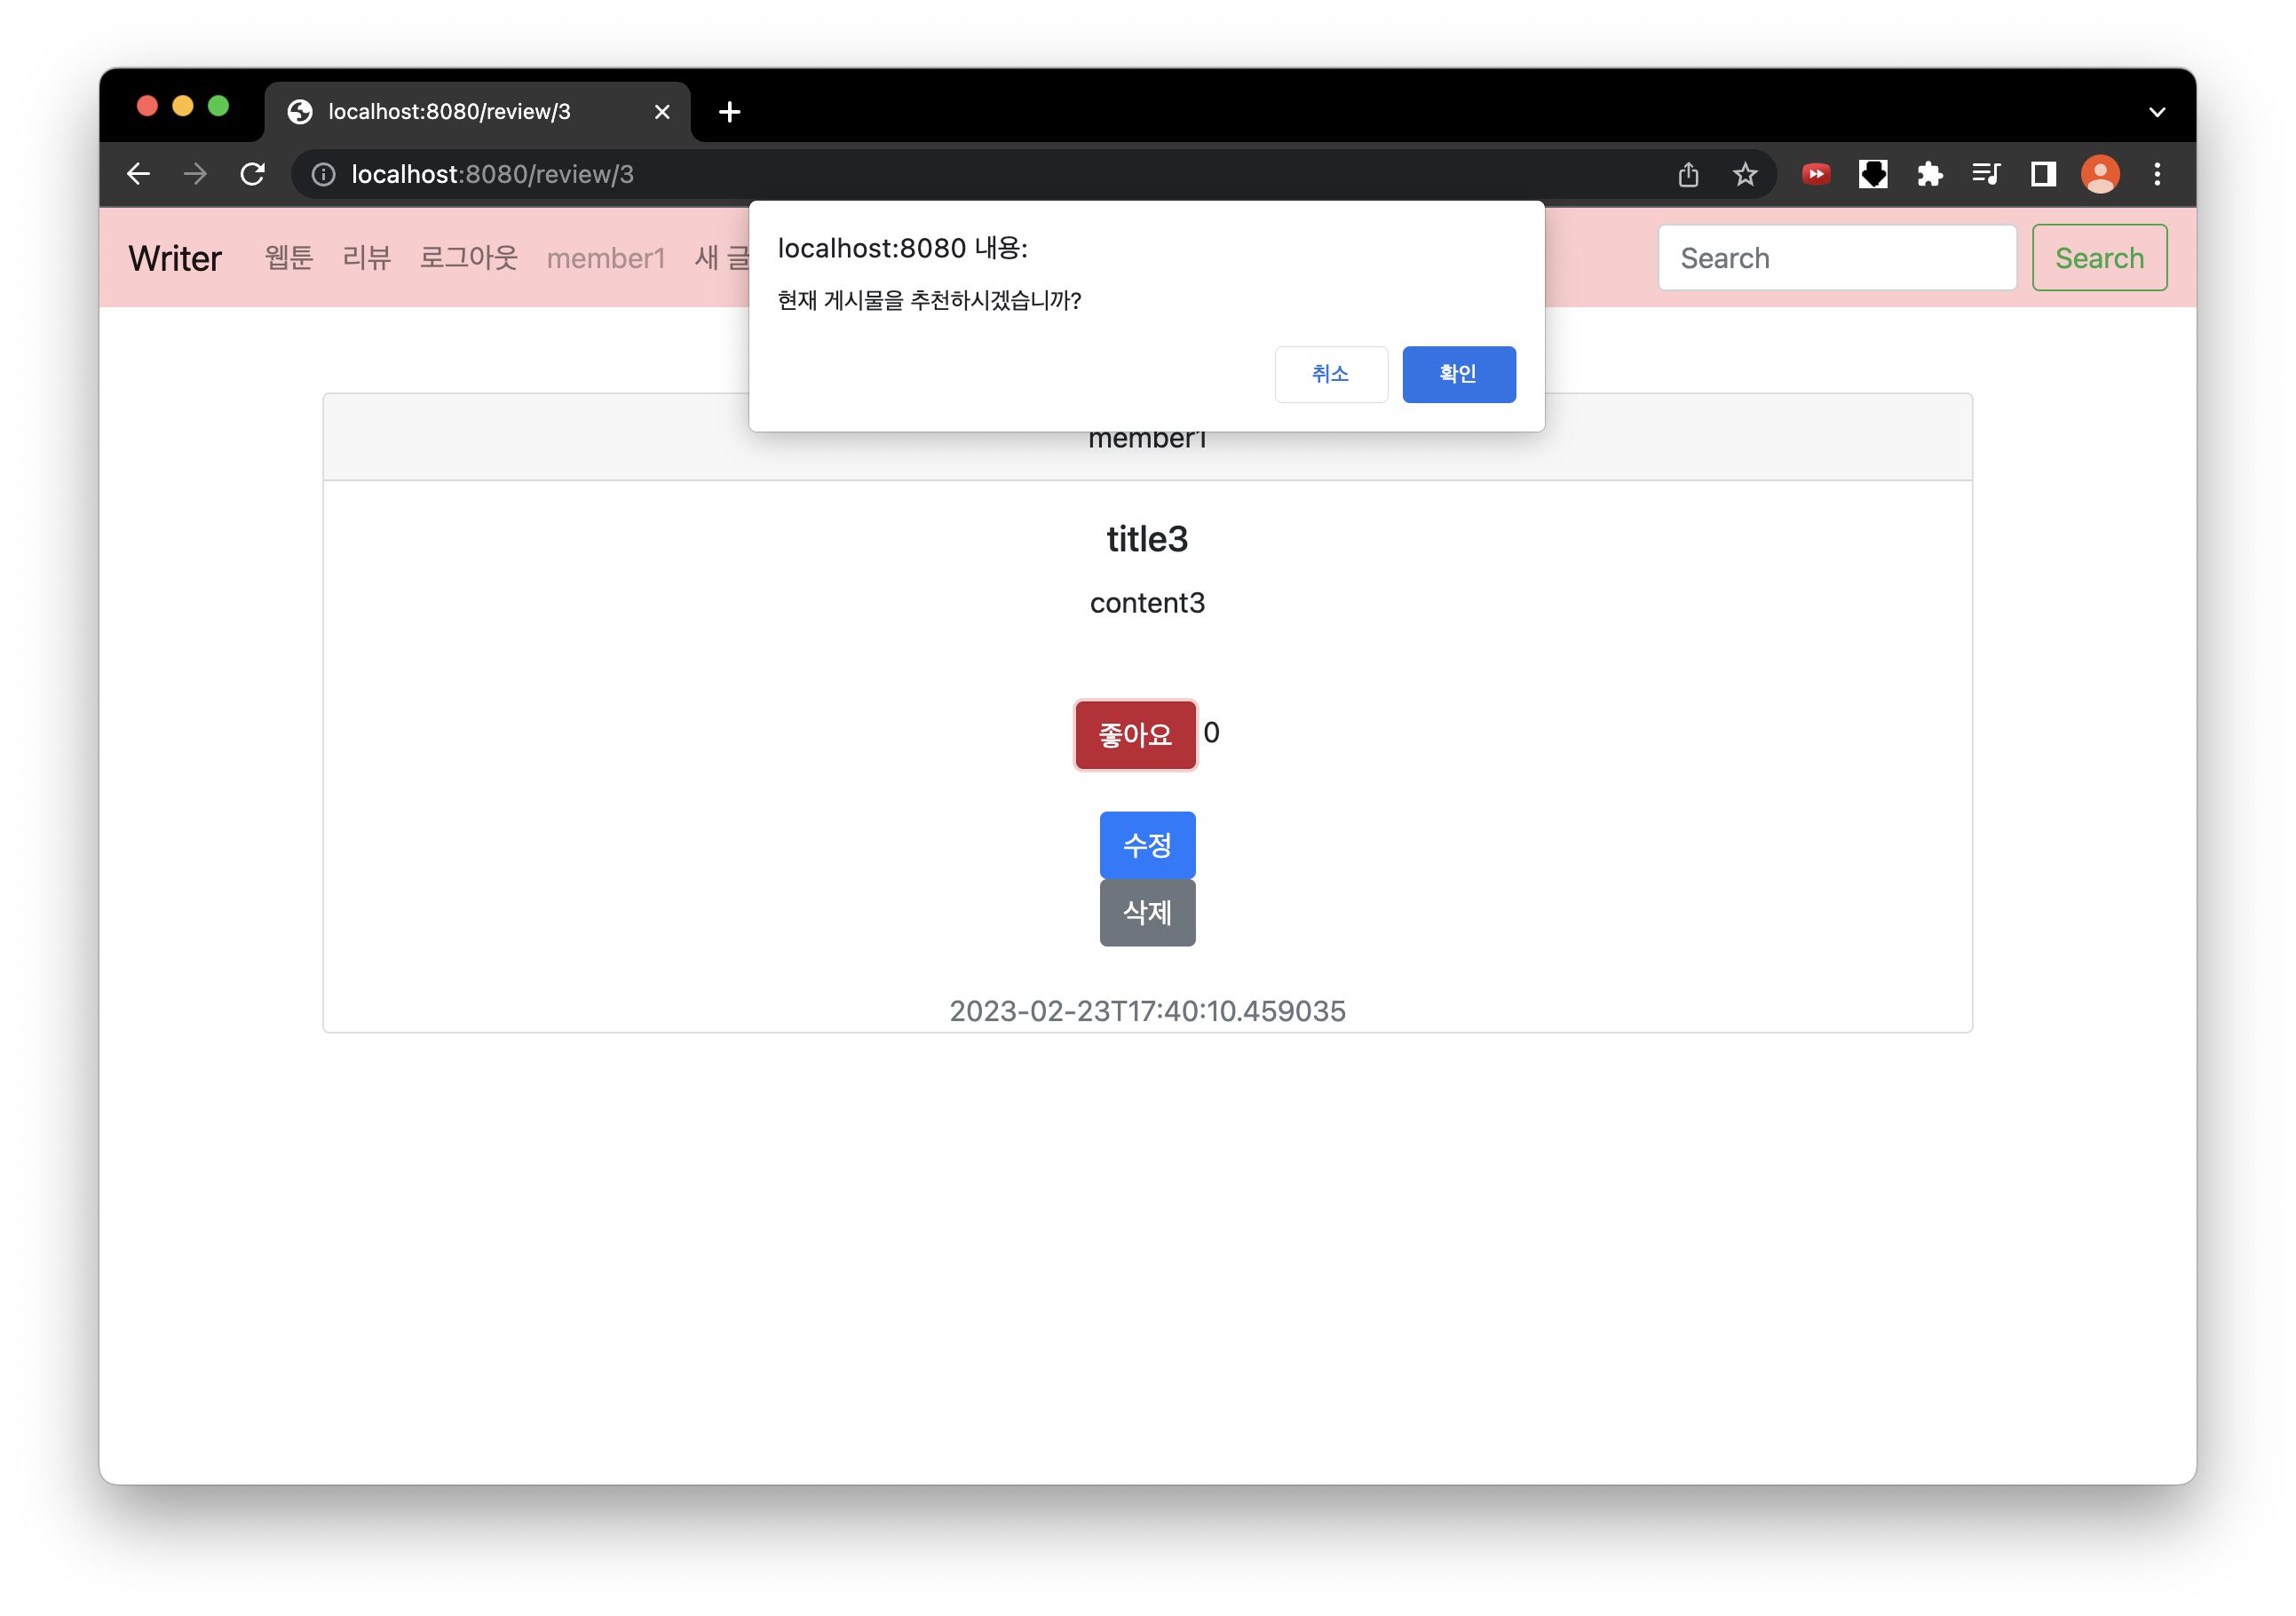 localhost:8080/review/3
localhost:8080/review/3
Writer 웹툰 리뷰 로그아웃 member1 새 글 Search Search
localhost:8080 내용:
현재 게시물을 추천하시겠습니까?
취소 확인
member1
title3
content3
좋아요 0
수정
삭제
2023-02-23T17:40:10.459035